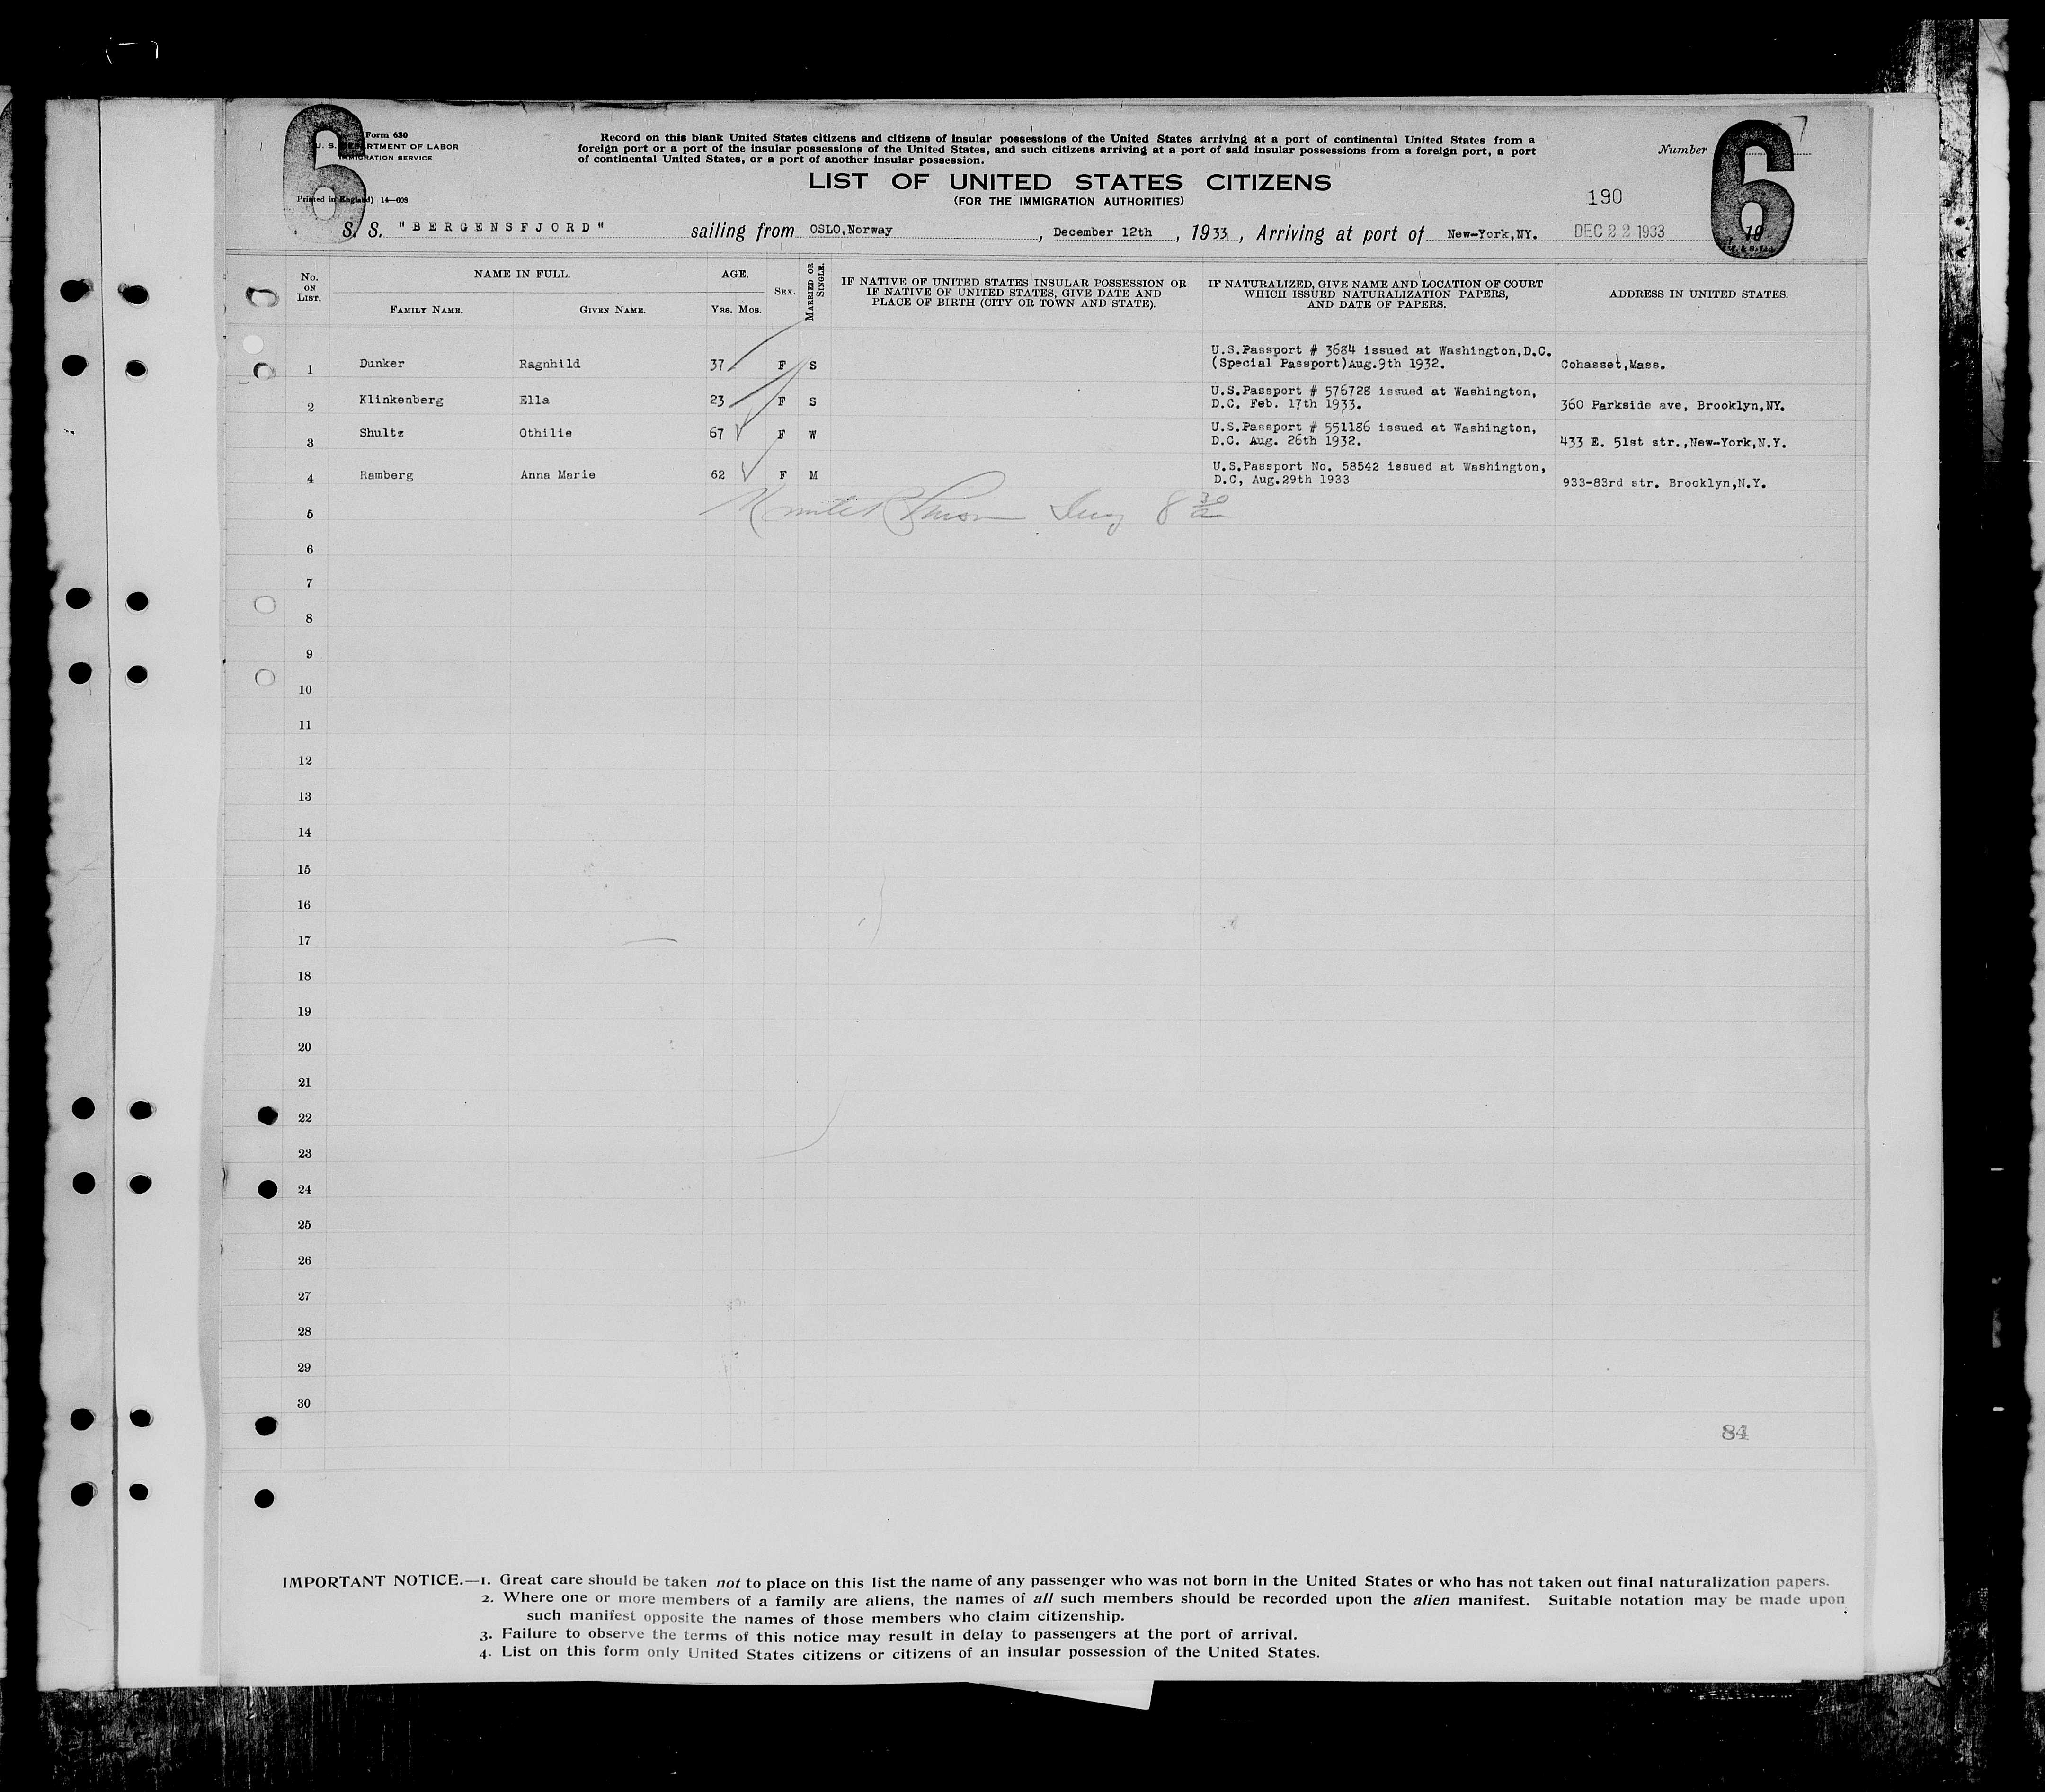 6
Form 630
U. S. DEPARTMENT OF LABOR
IMMIGRATION SERVICE
Printed in England) 14—608
Record on this blank United States citizens and citizens of insular possessions of the United States arriving at a port of continental United States from a
foreign port or a port of the insular possessions of the United States, and such citizens arriving at a port of said insular possessions from a foreign port, a port
of continental United States, or a port of another insular possession.
Number
6
LIST OF UNITED STATES CITIZENS
(FOR THE IMMIGRATION AUTHORITIES)
190
S. S. "BERGENSFJORD" sailing from OSLO,Norway, December 12th, 1933, Arriving at port of New-York,NY. DEC 22 1933 19
No. ON LIST.
NAME IN FULL.
FAMILY NAME.
GIVEN NAME.
AGE.
YRS. MOS.
SEX.
MARRIED OR SINGLE.
IF NATIVE OF UNITED STATES INSULAR POSSESSION OR
IF NATIVE OF UNITED STATES, GIVE DATE AND
PLACE OF BIRTH (CITY OR TOWN AND STATE).
IF NATURALIZED, GIVE NAME AND LOCATION OF COURT
WHICH ISSUED NATURALIZATION PAPERS,
AND DATE OF PAPERS.
ADDRESS IN UNITED STATES.
U.S.Passport # 3684 issued at Washington,D.C.
1 Dunker Ragnhild 37 F S (Special Passport)Aug.9th 1932. Cohasset,Mass.
U.S.Passport # 576728 issued at Washington,
2 Klinkenberg Ella 23 F S D.C. Feb. 17th 1933. 360 Parkside ave, Brooklyn,NY.
U.S.Passport # 551186 issued at Washington,
3 Shultz Othilie 67 F W D.C. Aug. 26th 1932. 433 E. 51st str.,New-York,N.Y.
U.S.Passport No. 58542 issued at Washington,
4 Ramberg Anna Marie 62 F M D.C, Aug.29th 1933 933-83rd str. Brooklyn,N.Y.
5 8 30 a
6
7
8
9
10
11
12
13
14
15
16
17
18
19
20
21
22
23
24
25
26
27
28
29
30
84
IMPORTANT NOTICE.—1. Great care should be taken not to place on this list the name of any passenger who was not born in the United States or who has not taken out final naturalization papers.
2. Where one or more members of a family are aliens, the names of all such members should be recorded upon the alien manifest. Suitable notation may be made upon
such manifest opposite the names of those members who claim citizenship.
3. Failure to observe the terms of this notice may result in delay to passengers at the port of arrival.
4. List on this form only United States citizens or citizens of an insular possession of the United States.